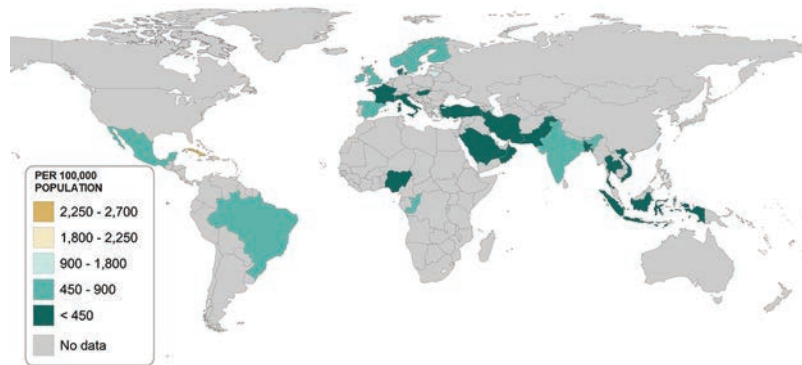 PER 100,000
POPULATION
2,250 - 2,700
1,800 - 2,250
900 - 1,800
450 - 900
< 450
No data